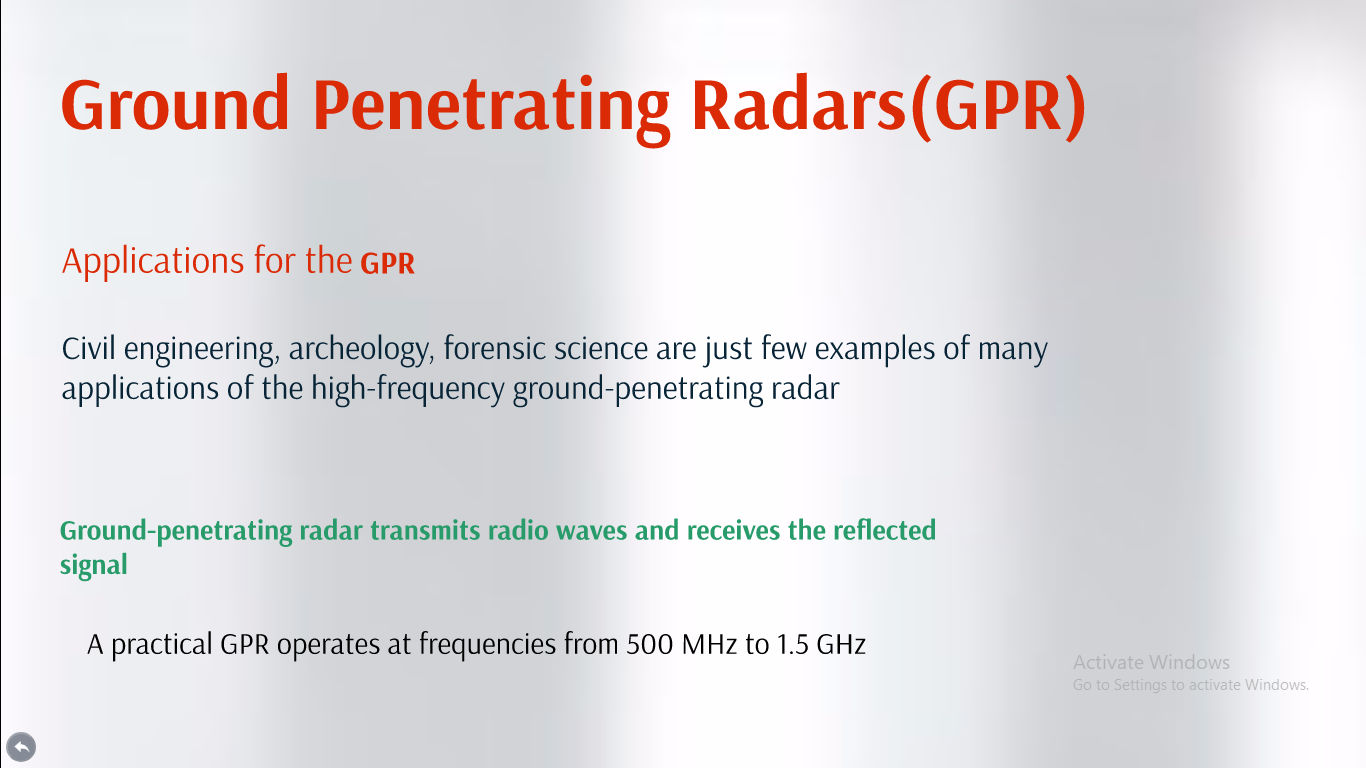 Ground Penetrating Radars(GPR)
Applications for the GPR
Civil engineering, archeology, forensic science are just few examples of many
applications of the high-frequency ground-penetrating radar
Ground-penetrating radar transmits radio waves and receives the reflected
signal
A practical GPR operates at frequencies from 500 MHz to 1.5 GHz
Activate Windows
Go to Settings to activate Windows.